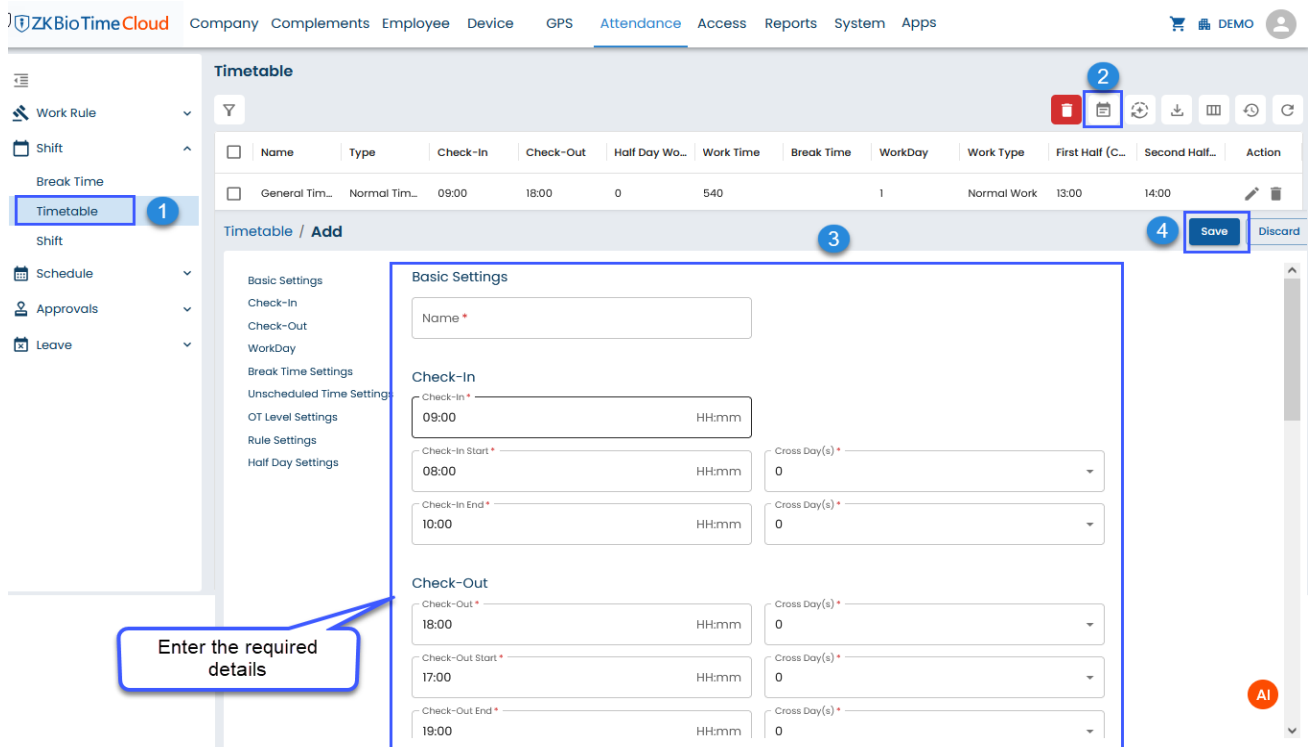 ZKBioTime Cloud Company Complements Employee Device GPS Attendance Access Reports System Apps DEMO
Timetable
2
Work Rule
Shift
Name Type Check-In Check-Out Half Day Wo... Work Time Break Time WorkDay Work Type First Half (C... Second Half... Action
Break Time
General Tim... Normal Tim... 09:00 18:00 0 540 1 Normal Work 13:00 14:00
Timetable 1
Timetable / Add 3 4 Save Discard
Shift
Schedule
Approvals
Leave
Basic Settings
Check-In
Check-Out
WorkDay
Break Time Settings
Unscheduled Time Settings
OT Level Settings
Rule Settings
Half Day Settings
Basic Settings
Name *
Check-In
Check-In *
09:00 HH:mm
Check-In Start * Cross Day(s) *
08:00 HH:mm 0
Check-In End * Cross Day(s) *
10:00 HH:mm 0
Check-Out
Check-Out * Cross Day(s) *
18:00 HH:mm 0
Check-Out Start * Cross Day(s) *
17:00 HH:mm 0
Check-Out End * Cross Day(s) *
19:00 HH:mm 0
Enter the required
details
AI